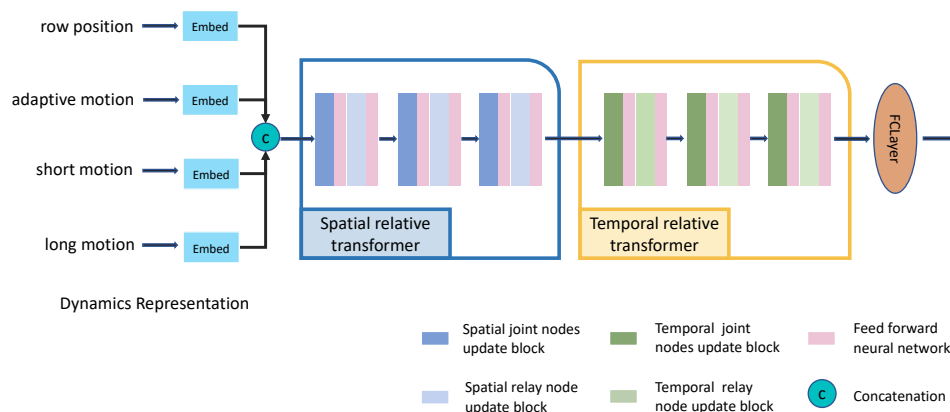 row position
Embed
adaptive motion
Embed
C
short motion
Embed
long motion
Embed
Dynamics Representation
Spatial relative
transformer
Temporal relative
transformer
FCLayer
Spatial joint nodes
update block
Temporal joint
nodes update block
Feed forward
neural network
Spatial relay node
update block
Temporal relay
node update block
C
Concatenation